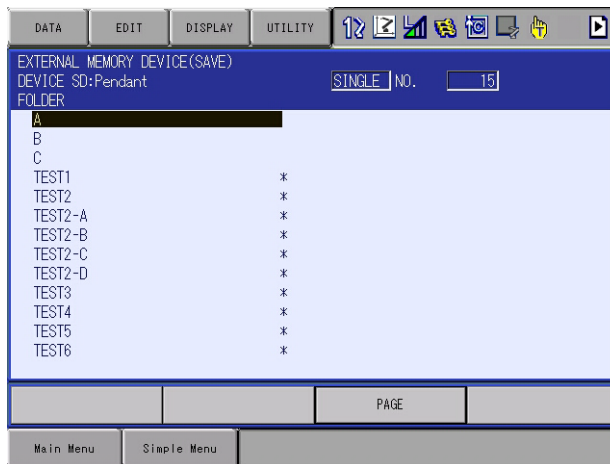 DATA EDIT DISPLAY UTILITY
EXTERNAL MEMORY DEVICE(SAVE)
DEVICE SD:Pendant SINGLE NO. 15
FOLDER
A
B
C
TEST1 *
TEST2 *
TEST2-A *
TEST2-B *
TEST2-C *
TEST2-D *
TEST3 *
TEST4 *
TEST5 *
TEST6 *
PAGE
Main Menu Simple Menu